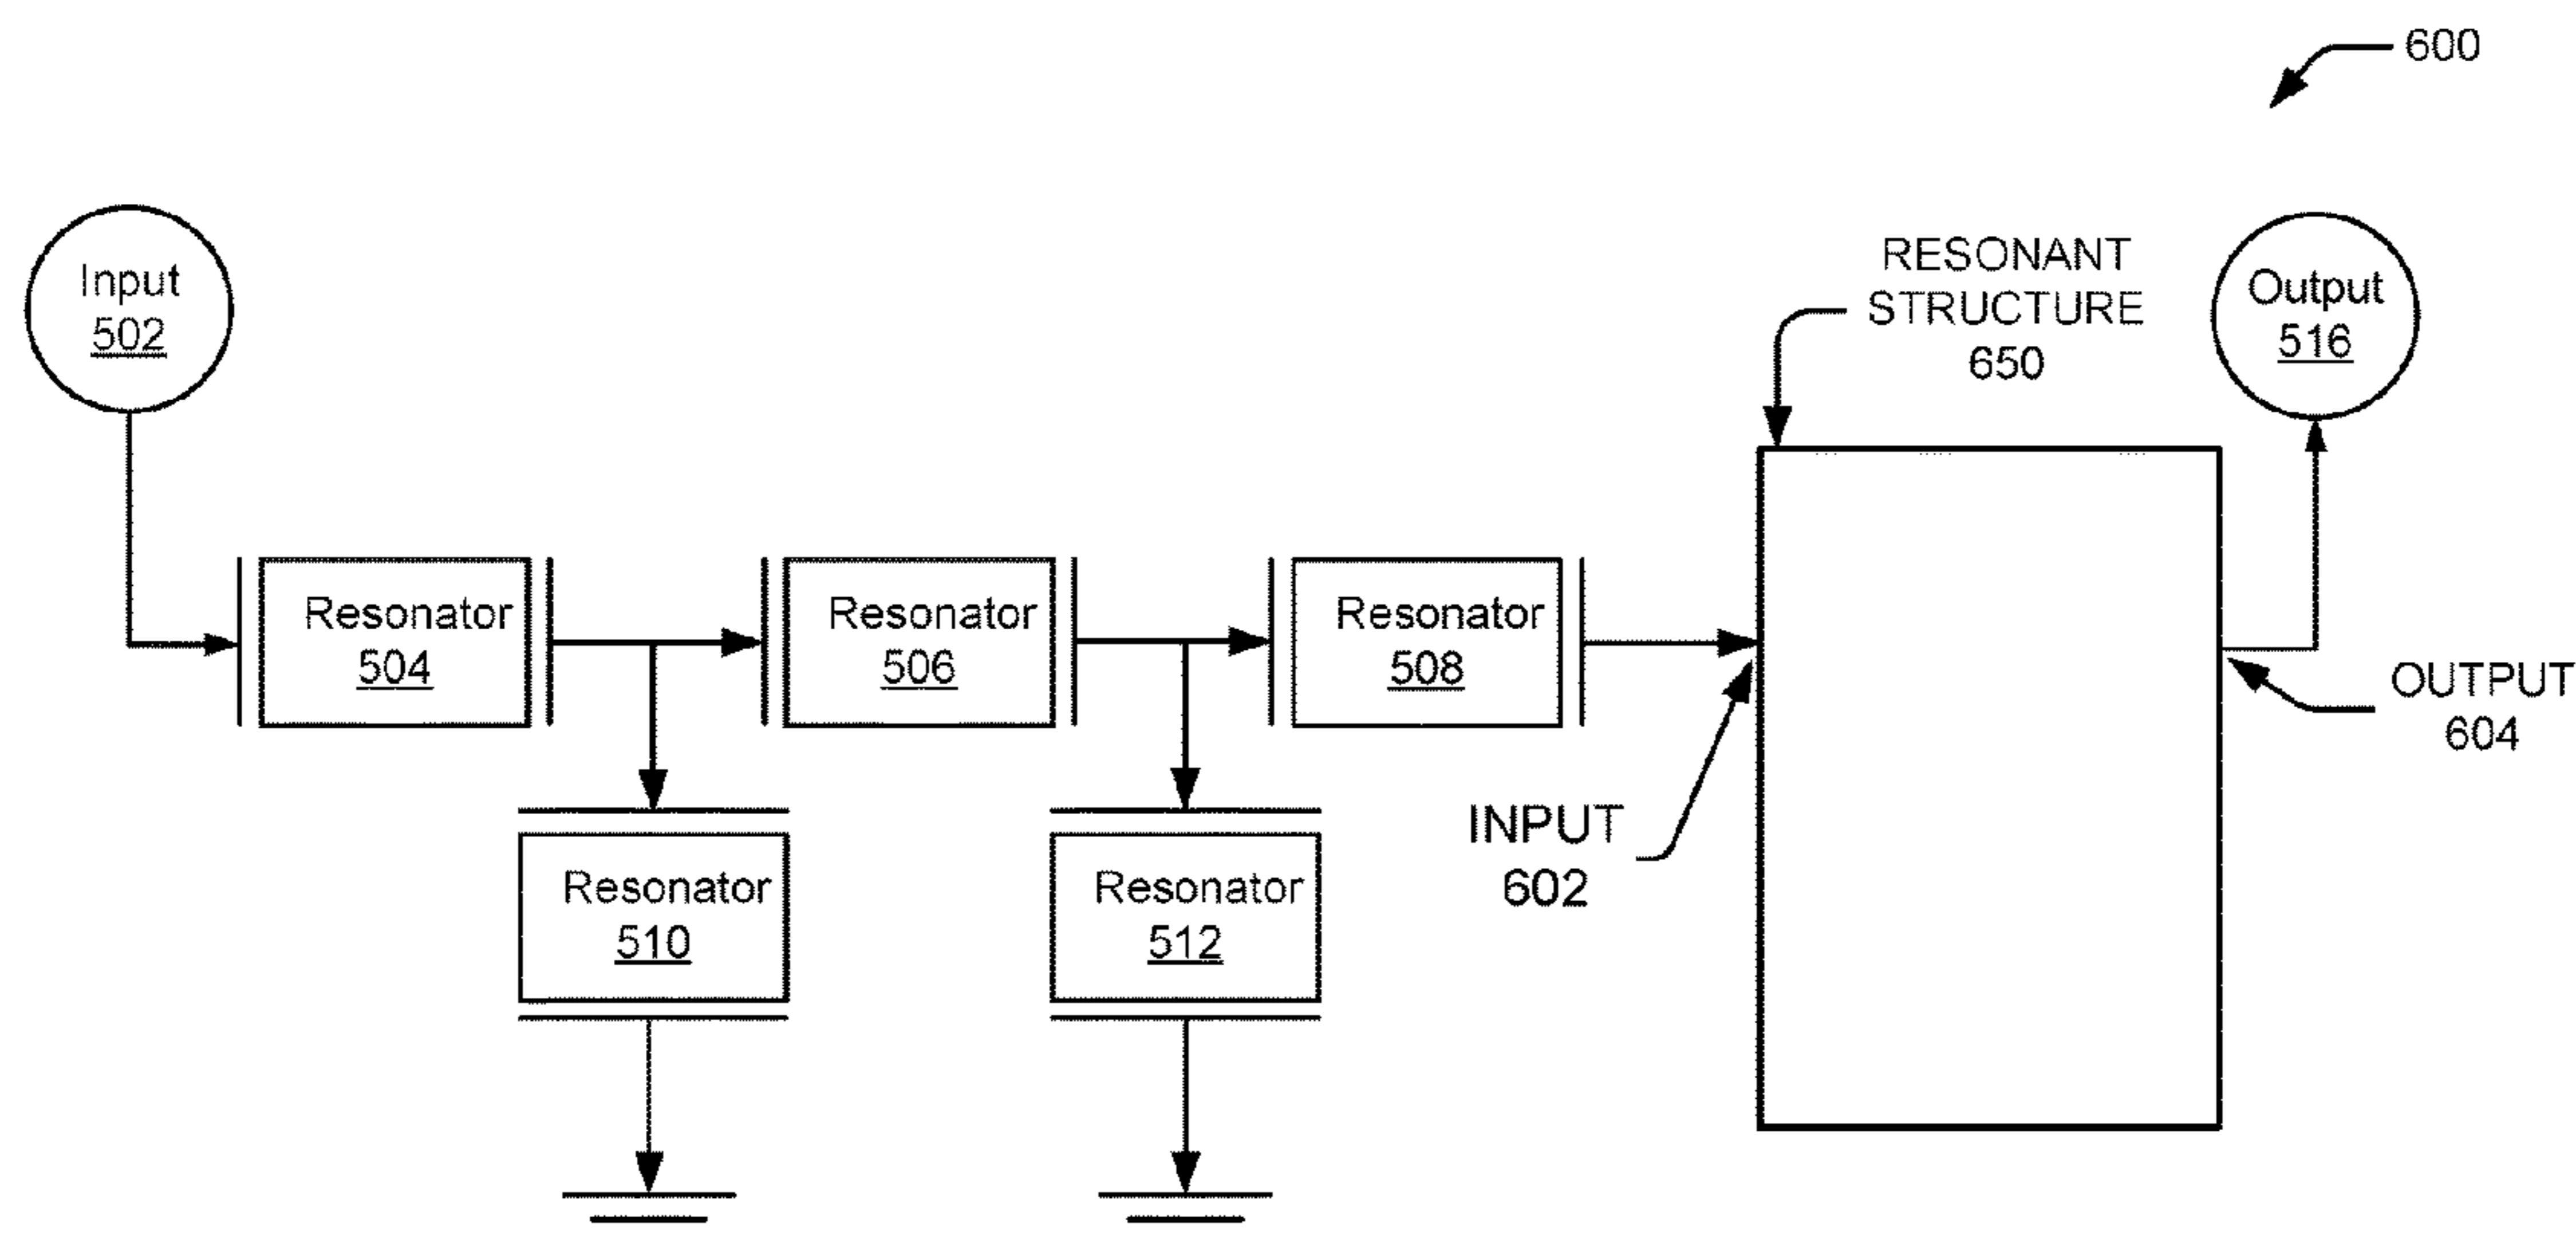 600
Input
502
RESONANT
STRUCTURE
650
Output
516
Resonator
504
Resonator
506
Resonator
508
OUTPUT
604
INPUT
602
Resonator
510
Resonator
512